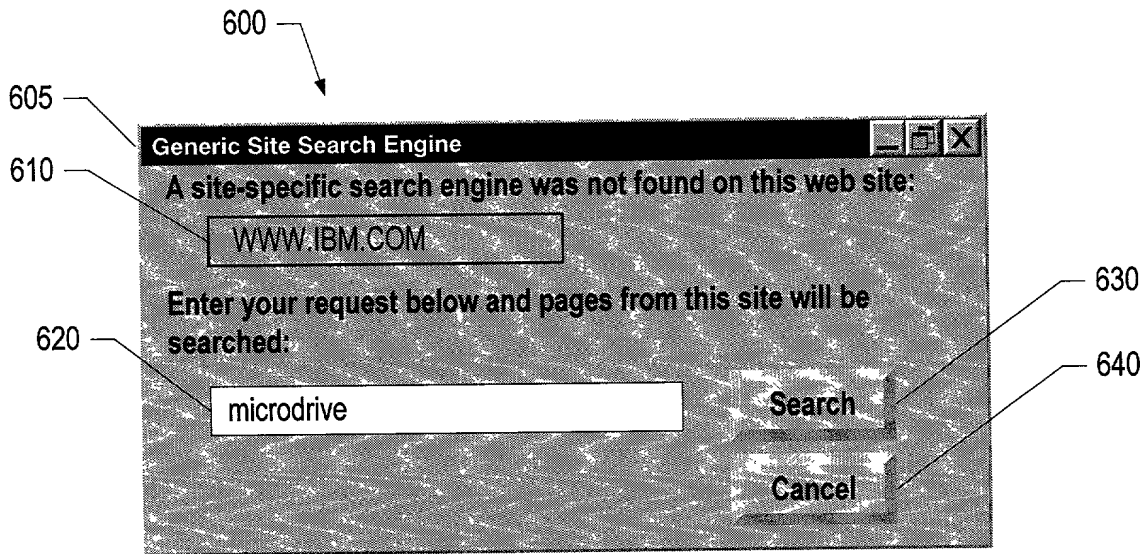 600
605
Generic Site Search Engine
610
A site-specific search engine was not found on this web site:
WWW.IBM.COM
Enter your request below and pages from this site will be
searched:
630
620
640
microdrive
Search
Cancel